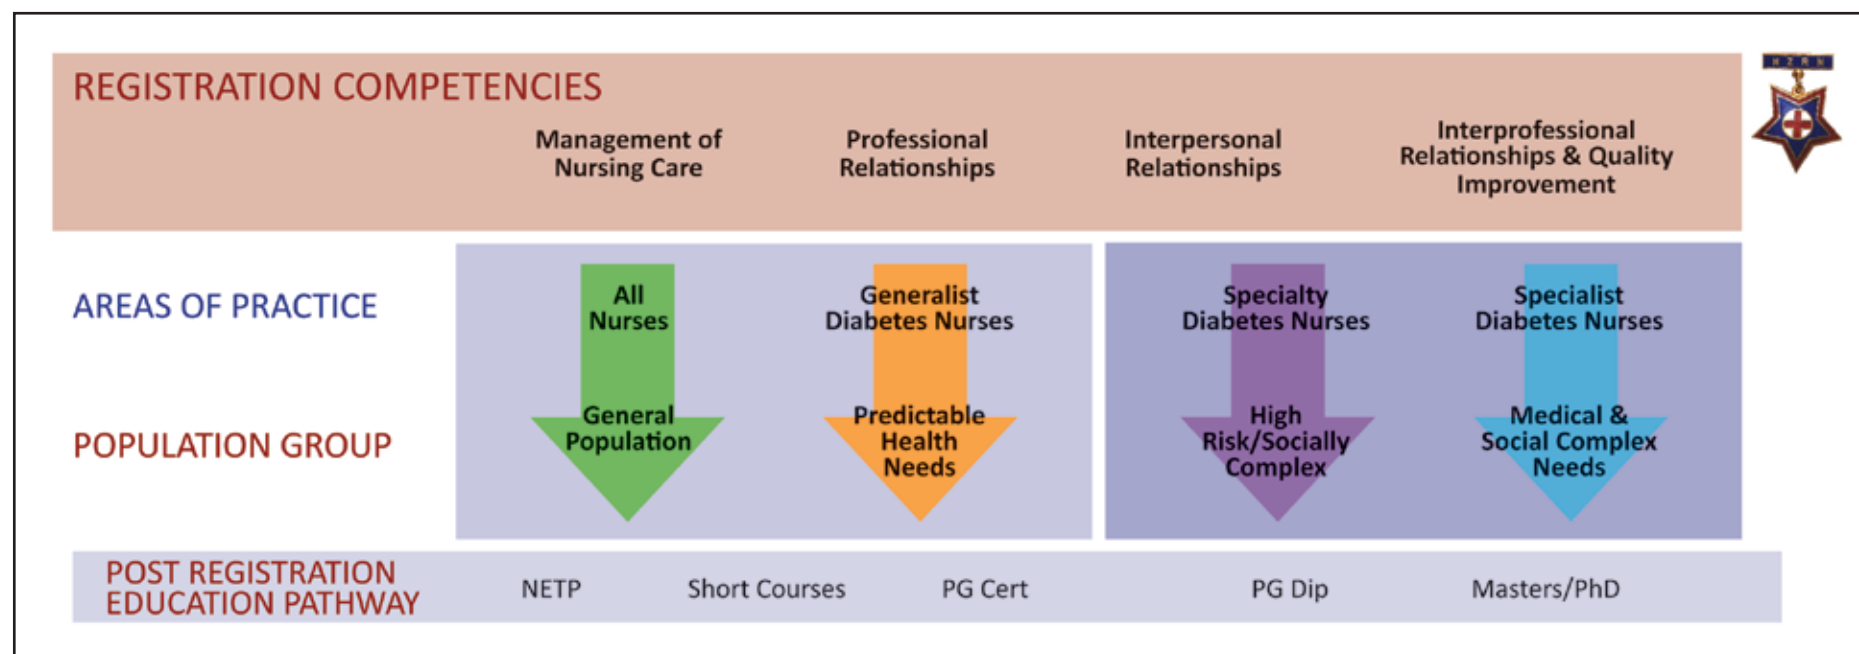 REGISTRATION COMPETENCIES
Management of
Nursing Care
Professional
Relationships
Interpersonal
Relationships
Interprofessional
Relationships & Quality
Improvement
NZRN
AREAS OF PRACTICE
All
Nurses
Generalist
Diabetes Nurses
Specialty
Diabetes Nurses
Specialist
Diabetes Nurses
POPULATION GROUP
General
Population
Predictable
Health
Needs
High
Risk/Socially
Complex
Medical &
Social Complex
Needs
POST REGISTRATION
EDUCATION PATHWAY
NETP
Short Courses
PG Cert
PG Dip
Masters/PhD